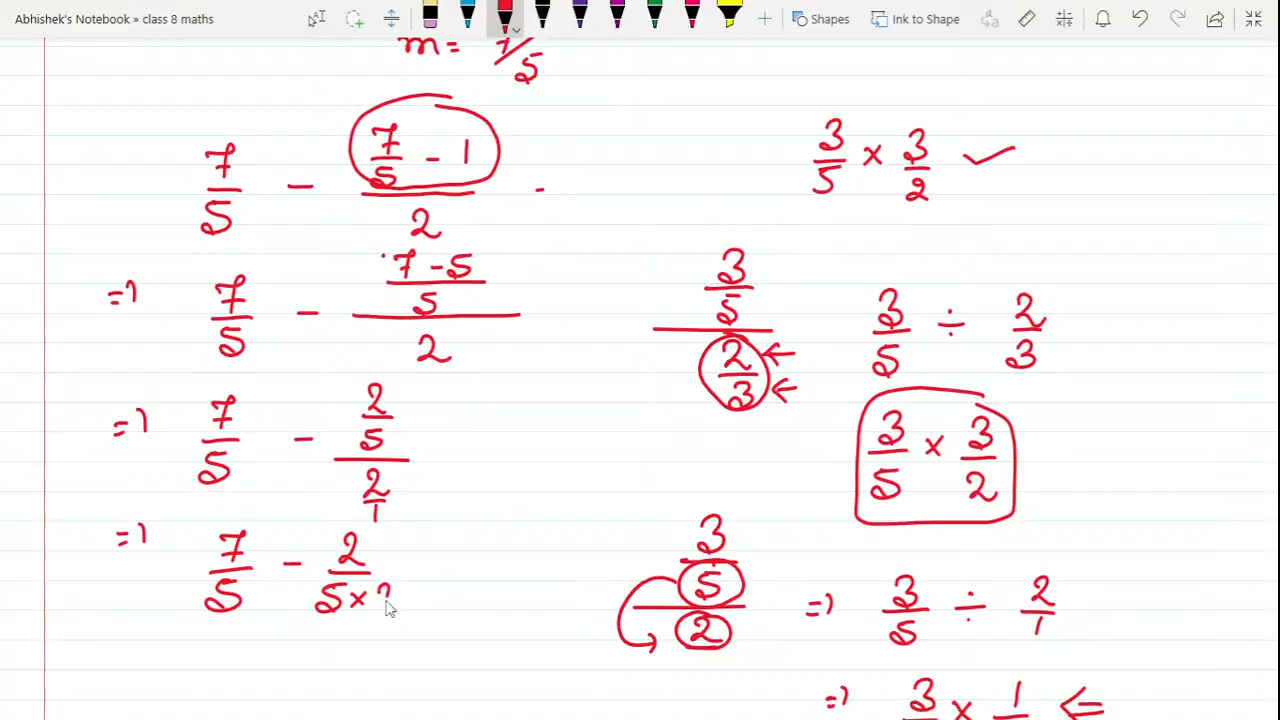 Abhishek's Notebook » class 8 maths
Shapes
Ink to Shape
m = 7/5
7/5 - (7/5 - 1)/2
=> 7/5 - ((7 - 5)/5)/2
=> 7/5 - (2/5)/(2/1)
=> 7/5 - 2/(5 ×
3/5 × 3/2 ✓
(3/5)/(2/3)
3/5 ÷ 2/3
3/5 × 3/2
(3/5)/2
=> 3/5 ÷ 2/1
=> 3 × 1 ⇐